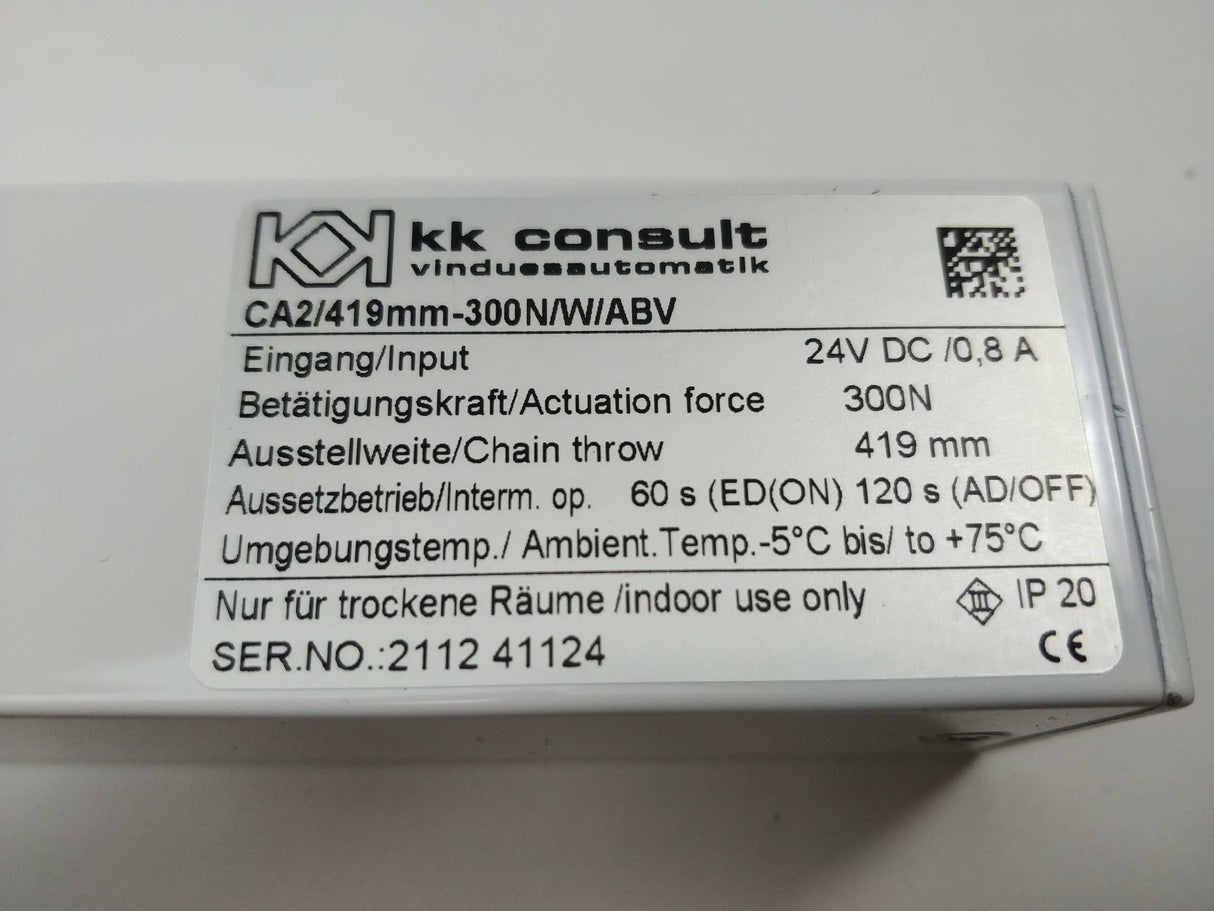 kk consult
vinduesautomatik
CA2/419mm-300N/W/ABV
Eingang/Input 24V DC /0,8 A
Betätigungskraft/Actuation force 300N
Ausstellweite/Chain throw 419 mm
Aussetzbetrieb/Interm. op. 60 s (ED(ON) 120 s (AD/OFF)
Umgebungstemp./ Ambient.Temp.-5°C bis/ to +75°C
Nur für trockene Räume /indoor use only III IP 20
SER.NO.:2112 41124 CE